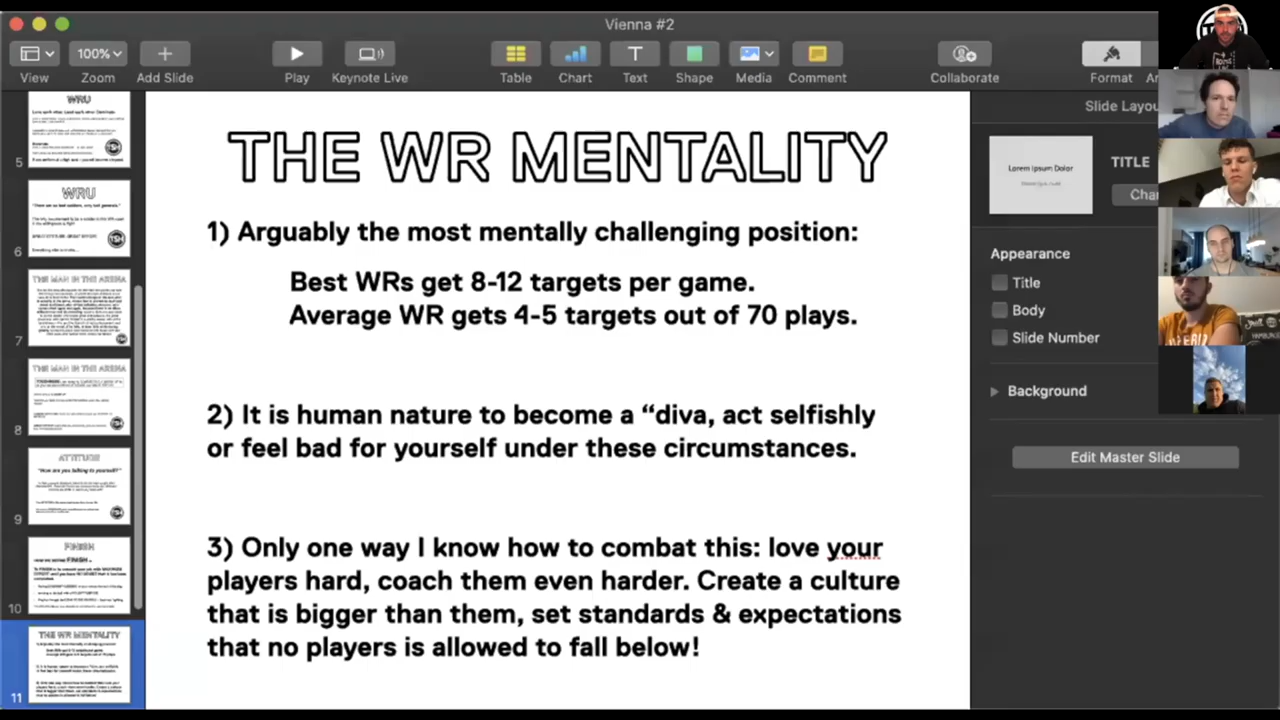 Vienna #2
100%
View
Zoom
Add Slide
Play
Keynote Live
Table
Chart
Text
Shape
Media
Comment
Collaborate
Format
WRU
5
WRU
6
THE MAN IN THE ARENA
7
THE MAN IN THE ARENA
8
ATTITUDE
"How are you talking to yourself?"
9
FINISH
10
THE WR MENTALITY
11
THE WR MENTALITY
1) Arguably the most mentally challenging position:
Best WRs get 8-12 targets per game.
Average WR gets 4-5 targets out of 70 plays.
2) It is human nature to become a “diva, act selfishly
or feel bad for yourself under these circumstances.
3) Only one way I know how to combat this: love your
players hard, coach them even harder. Create a culture
that is bigger than them, set standards & expectations
that no players is allowed to fall below!
Slide Layou
Lorem Ipsum Dolor
TITLE
Chan
Appearance
Title
Body
Slide Number
Background
Edit Master Slide